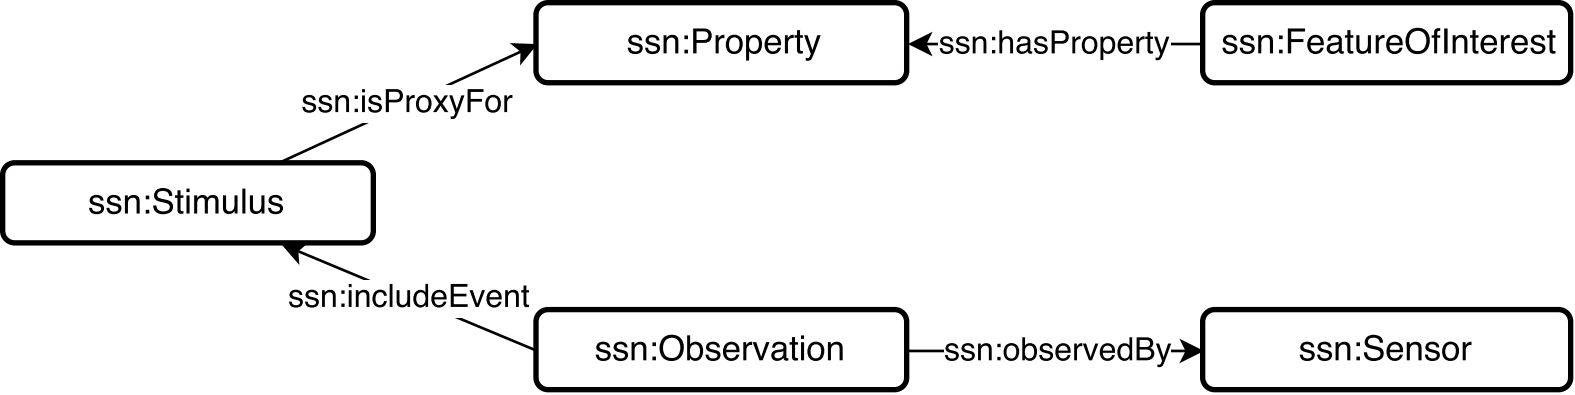 ssn:Property
ssn:hasProperty
ssn:FeatureOfInterest
ssn:isProxyFor
ssn:Stimulus
ssn:includeEvent
ssn:Observation
ssn:observedBy
ssn:Sensor